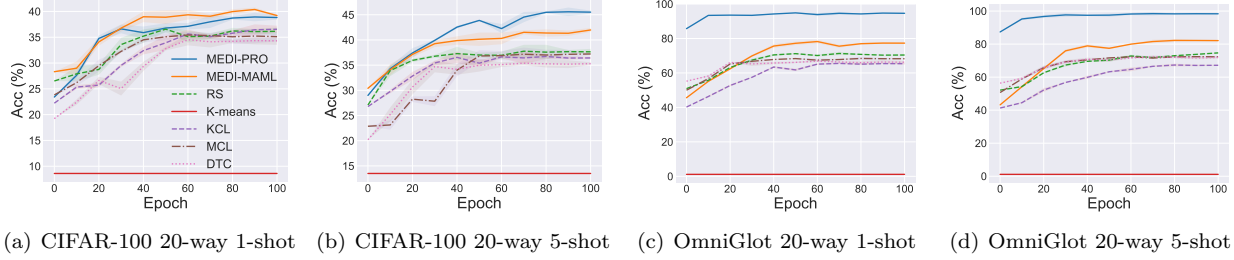 Acc (%)
40
35
30
25
20
15
10
MEDI-PRO
MEDI-MAML
RS
K-means
KCL
MCL
DTC
0 20 40 60 80 100
Epoch
(a) CIFAR-100 20-way 1-shot
Acc (%)
45
40
35
30
25
20
15
0 20 40 60 80 100
Epoch
(b) CIFAR-100 20-way 5-shot
Acc (%)
100
80
60
40
20
0
0 20 40 60 80 100
Epoch
(c) OmniGlot 20-way 1-shot
Acc (%)
100
80
60
40
20
0
0 20 40 60 80 100
Epoch
(d) OmniGlot 20-way 5-shot